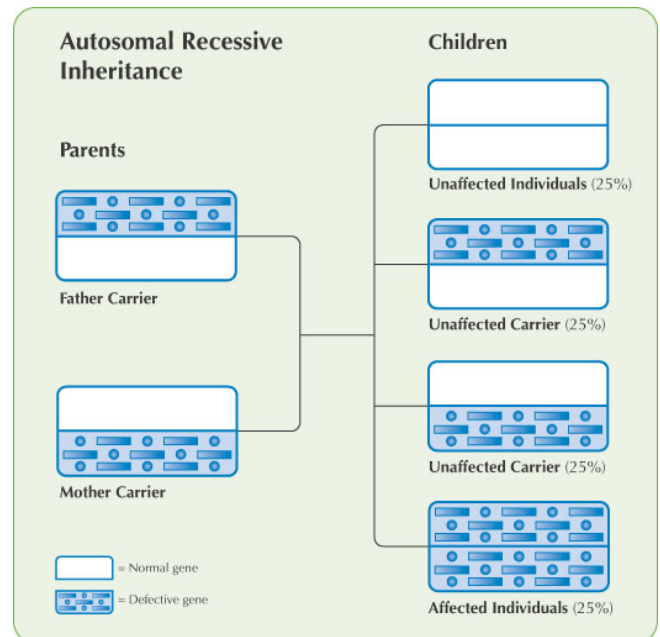 Autosomal Recessive
Inheritance
Parents
Father Carrier
Mother Carrier
= Normal gene
= Defective gene
Children
Unaffected Individuals (25%)
Unaffected Carrier (25%)
Unaffected Carrier (25%)
Affected Individuals (25%)